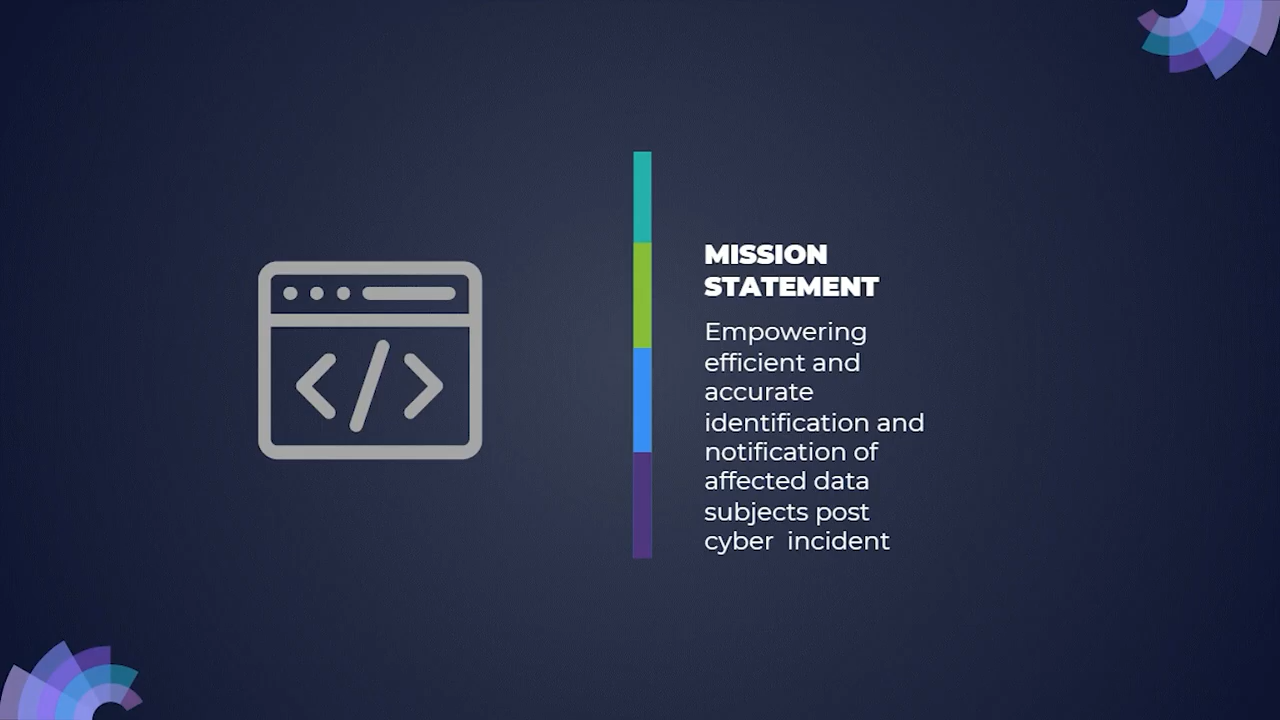 MISSION
STATEMENT
Empowering
efficient and
accurate
identification and
notification of
affected data
subjects post
cyber  incident